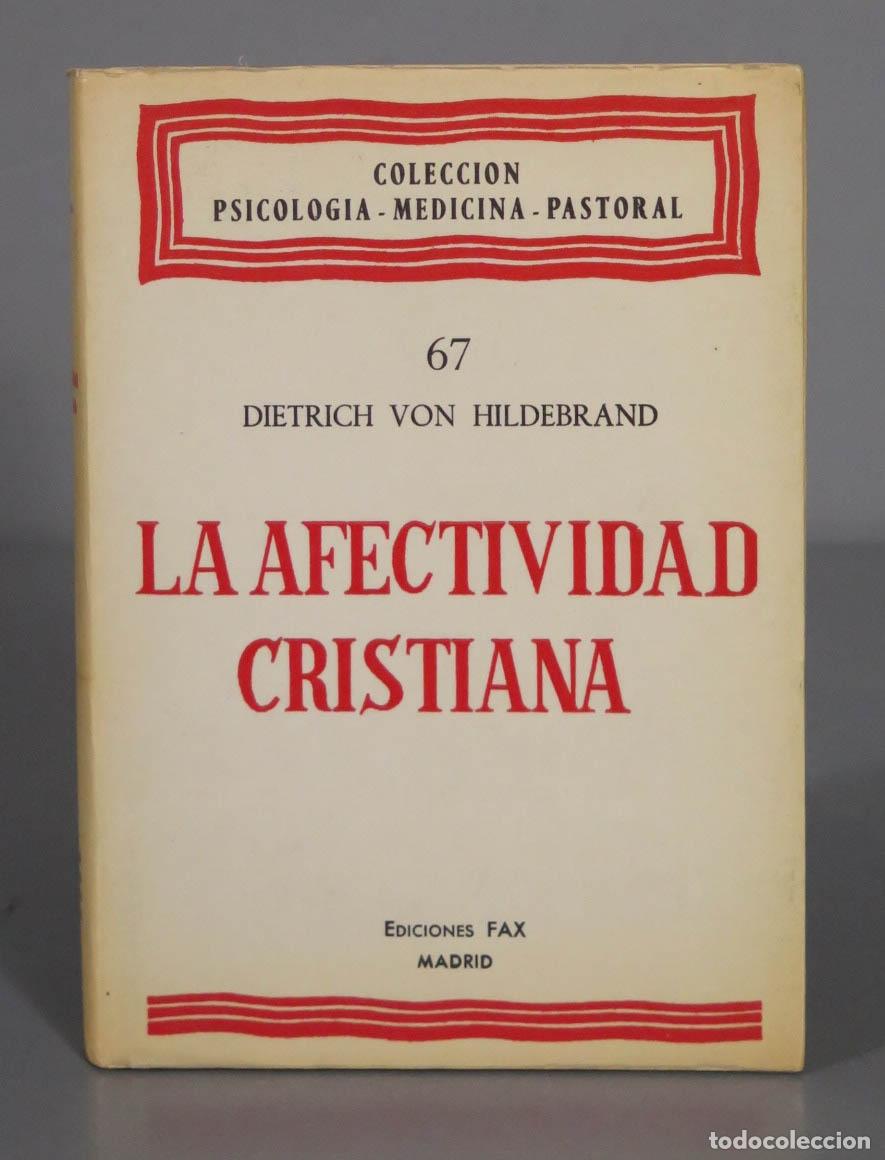 COLECCION
PSICOLOGIA - MEDICINA - PASTORAL
67
DIETRICH VON HILDEBRAND
LA AFECTIVIDAD
CRISTIANA
EDICIONES FAX
MADRID
todocoleccion